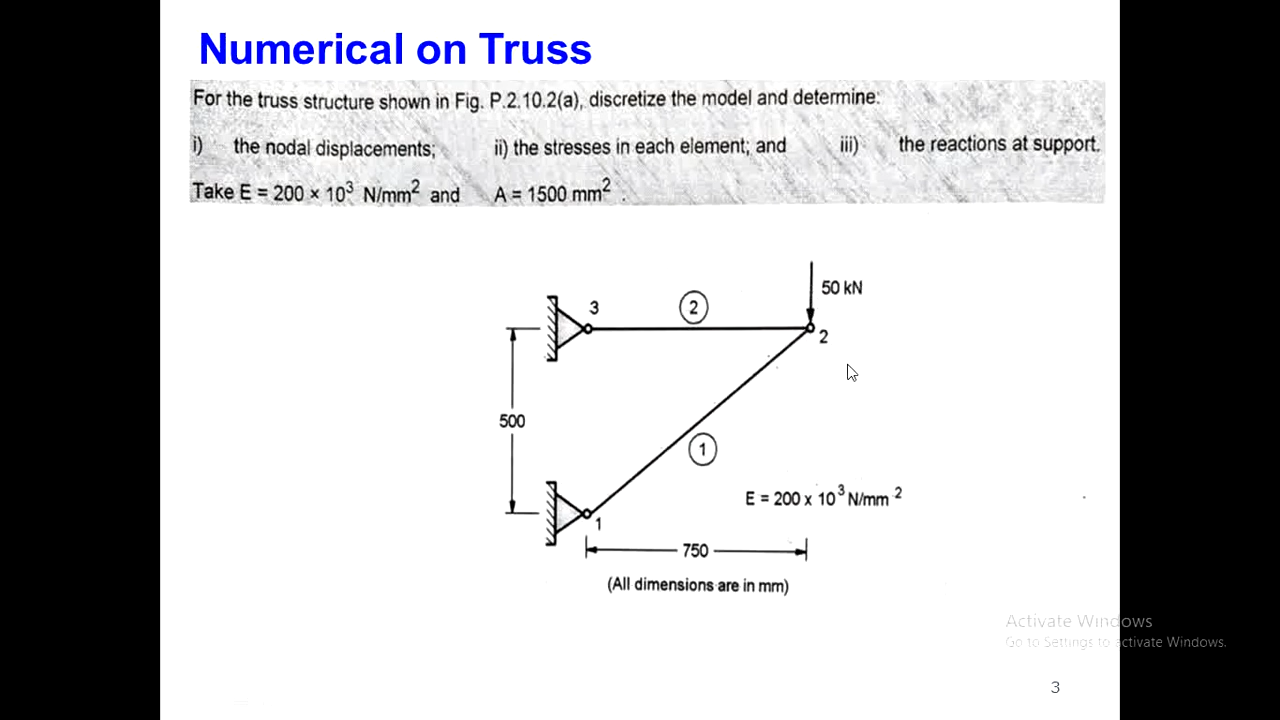 Numerical on Truss
For the truss structure shown in Fig. P.2.10.2(a), discretize the model and determine:
i) the nodal displacements; ii) the stresses in each element; and iii) the reactions at support.
Take E = 200 × 10³ N/mm² and A = 1500 mm² .
50 kN
3
2
2
500
1
E = 200 x 10³ N/mm ²
1
750
(All dimensions are in mm)
Activate Windows
Go to Settings to activate Windows.
3